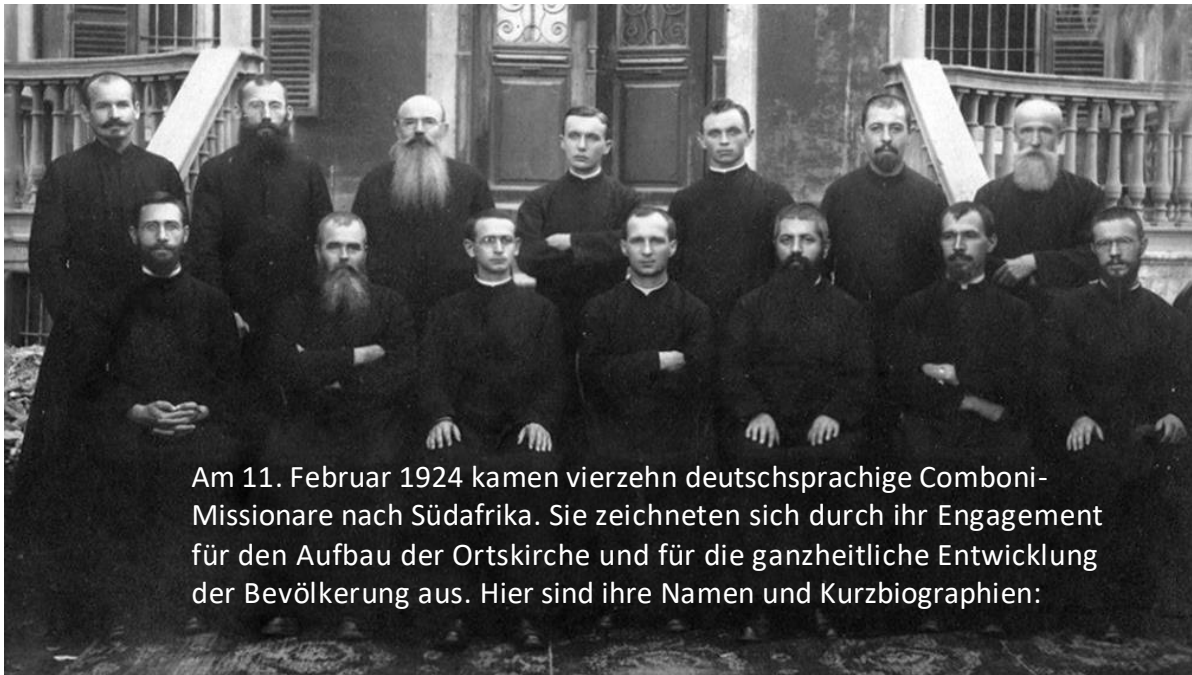 Am 11. Februar 1924 kamen vierzehn deutschsprachige Comboni-
Missionare nach Südafrika. Sie zeichneten sich durch ihr Engagement
für den Aufbau der Ortskirche und für die ganzheitliche Entwicklung
der Bevölkerung aus. Hier sind ihre Namen und Kurzbiographien: